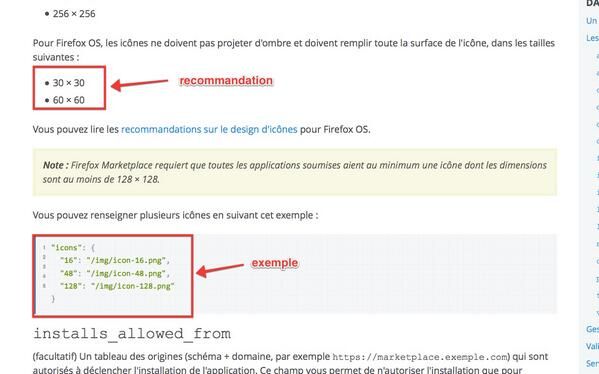 DA
• 256 × 256
Un
Pour Firefox OS, les icônes ne doivent pas projeter d'ombre et doivent remplir toute la surface de l'icône, dans les tailles
Les
suivantes :
• 30 × 30
recommandation
• 60 × 60
Vous pouvez lire les recommandations sur le design d'icônes pour Firefox OS.
Note : Firefox Marketplace requiert que toutes les applications soumises aient au minimum une icône dont les dimensions
sont au moins de 128 × 128.
Vous pouvez renseigner plusieurs icônes en suivant cet exemple :
1 "icons": {
2 "16": "/img/icon-16.png",
3 "48": "/img/icon-48.png",
exemple
4 "128": "/img/icon-128.png"
5 }
installs_allowed_from
Ges
(facultatif) Un tableau des origines (schéma + domaine, par exemple https://marketplace.exemple.com) qui sont
Vali
autorisés à déclencher l'installation de l'application. Ce champ vous permet de n'autoriser l'installation que pour
Ser